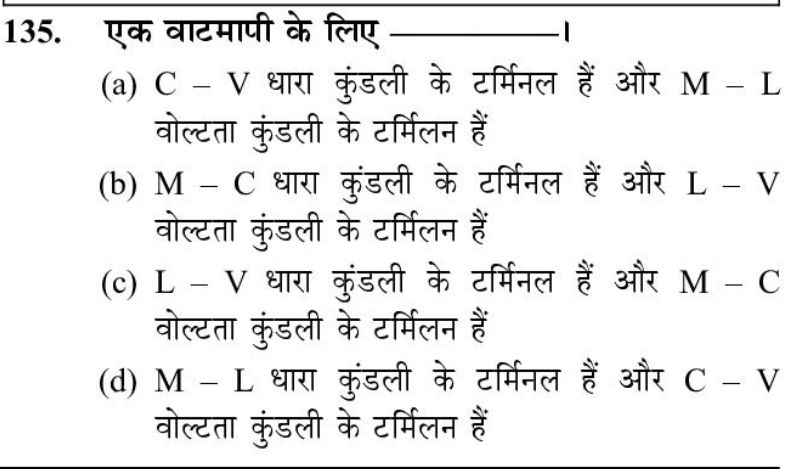 135. एक वाटमापी के लिए ————————।
(a) C – V धारा कुंडली के टर्मिनल हैं और M – L
वोल्टता कुंडली के टर्मिलन हैं
(b) M – C धारा कुंडली के टर्मिनल हैं और L – V
वोल्टता कुंडली के टर्मिलन हैं
(c) L – V धारा कुंडली के टर्मिनल हैं और M – C
वोल्टता कुंडली के टर्मिलन हैं
(d) M – L धारा कुंडली के टर्मिनल हैं और C – V
वोल्टता कुंडली के टर्मिलन हैं